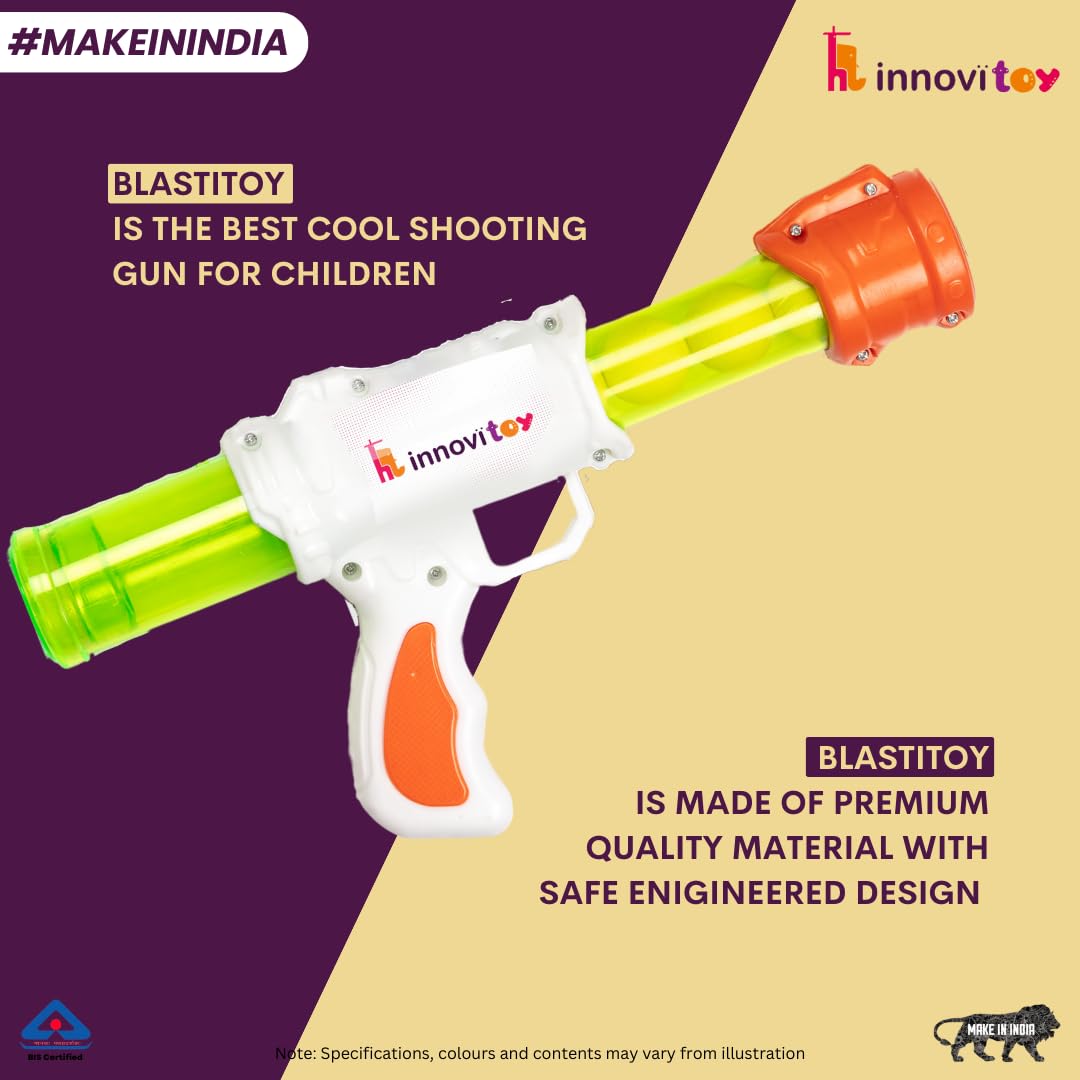 #MAKEININDIA
innovitoy
BLASTITOY
IS THE BEST COOL SHOOTING
GUN FOR CHILDREN
innovitoy
BLASTITOY
IS MADE OF PREMIUM
QUALITY MATERIAL WITH
SAFE ENIGINEERED DESIGN
BIS Certified
MAKE IN INDIA
Note: Specifications, colours and contents may vary from illustration